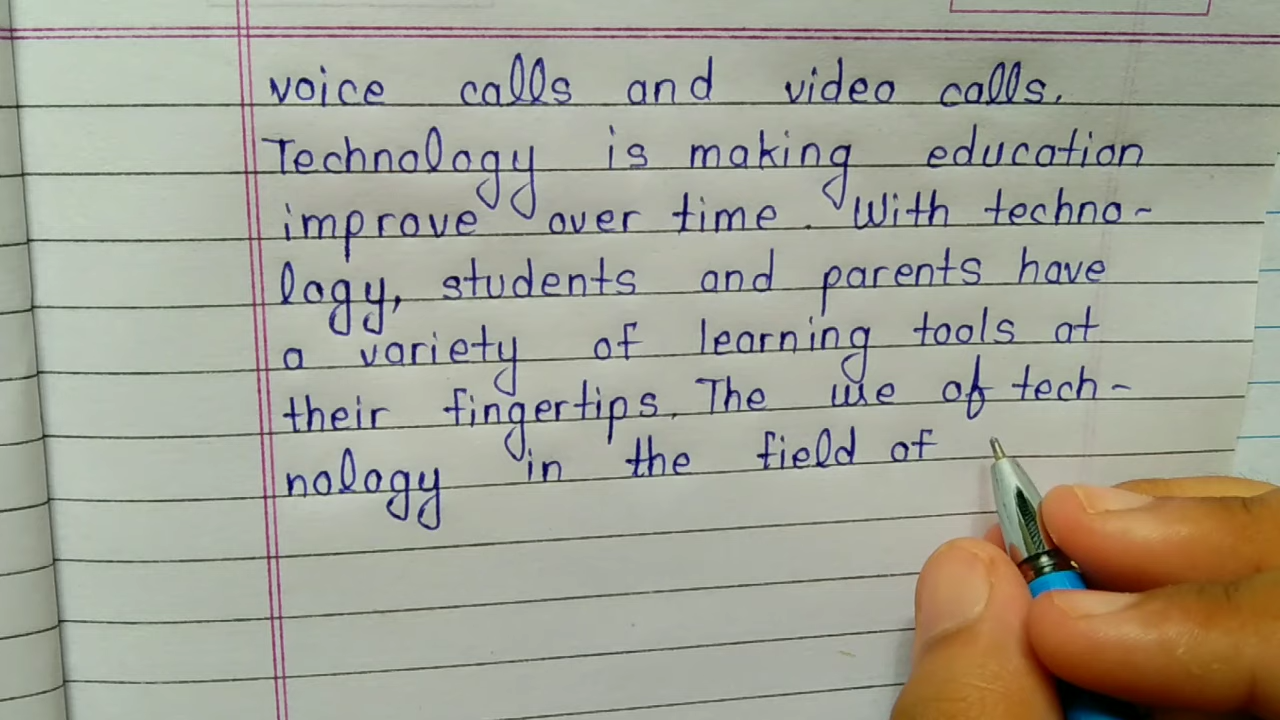 voice calls and video calls.
Technology is making education
improve over time. With techno-
logy, students and parents have
a variety of learning tools at
their fingertips. The use of tech-
nology in the field of